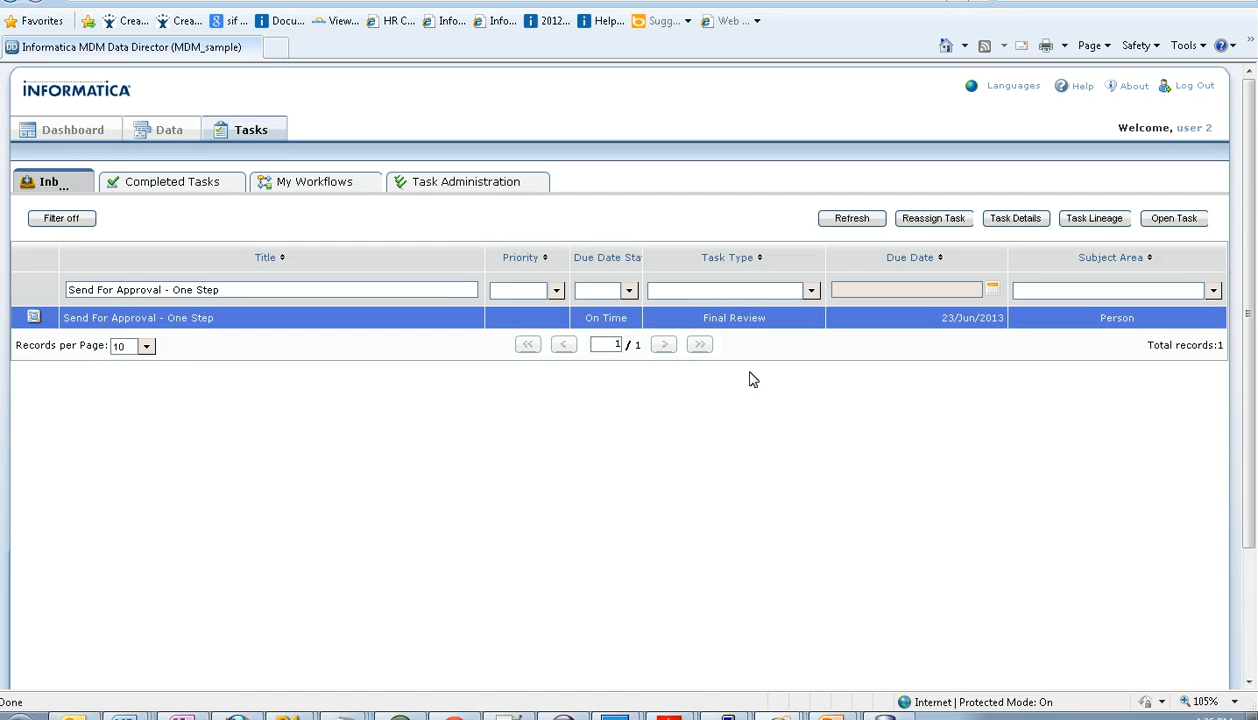 Favorites Crea... Crea... sif ... Docu... View... HR C... Info... Info... 2012... Help... Sugg... Web ...
Informatica MDM Data Director (MDM_sample) Page Safety Tools
INFORMATICA Languages Help About Log Out
Dashboard Data Tasks Welcome, user 2
Inb... Completed Tasks My Workflows Task Administration
Filter off Refresh Reassign Task Task Details Task Lineage Open Task
Title Priority Due Date Sta Task Type Due Date Subject Area
Send For Approval - One Step
Send For Approval - One Step On Time Final Review 23/Jun/2013 Person
Records per Page: 10 << < 1 / 1 > >> Total records:1
Done Internet | Protected Mode: On 105%